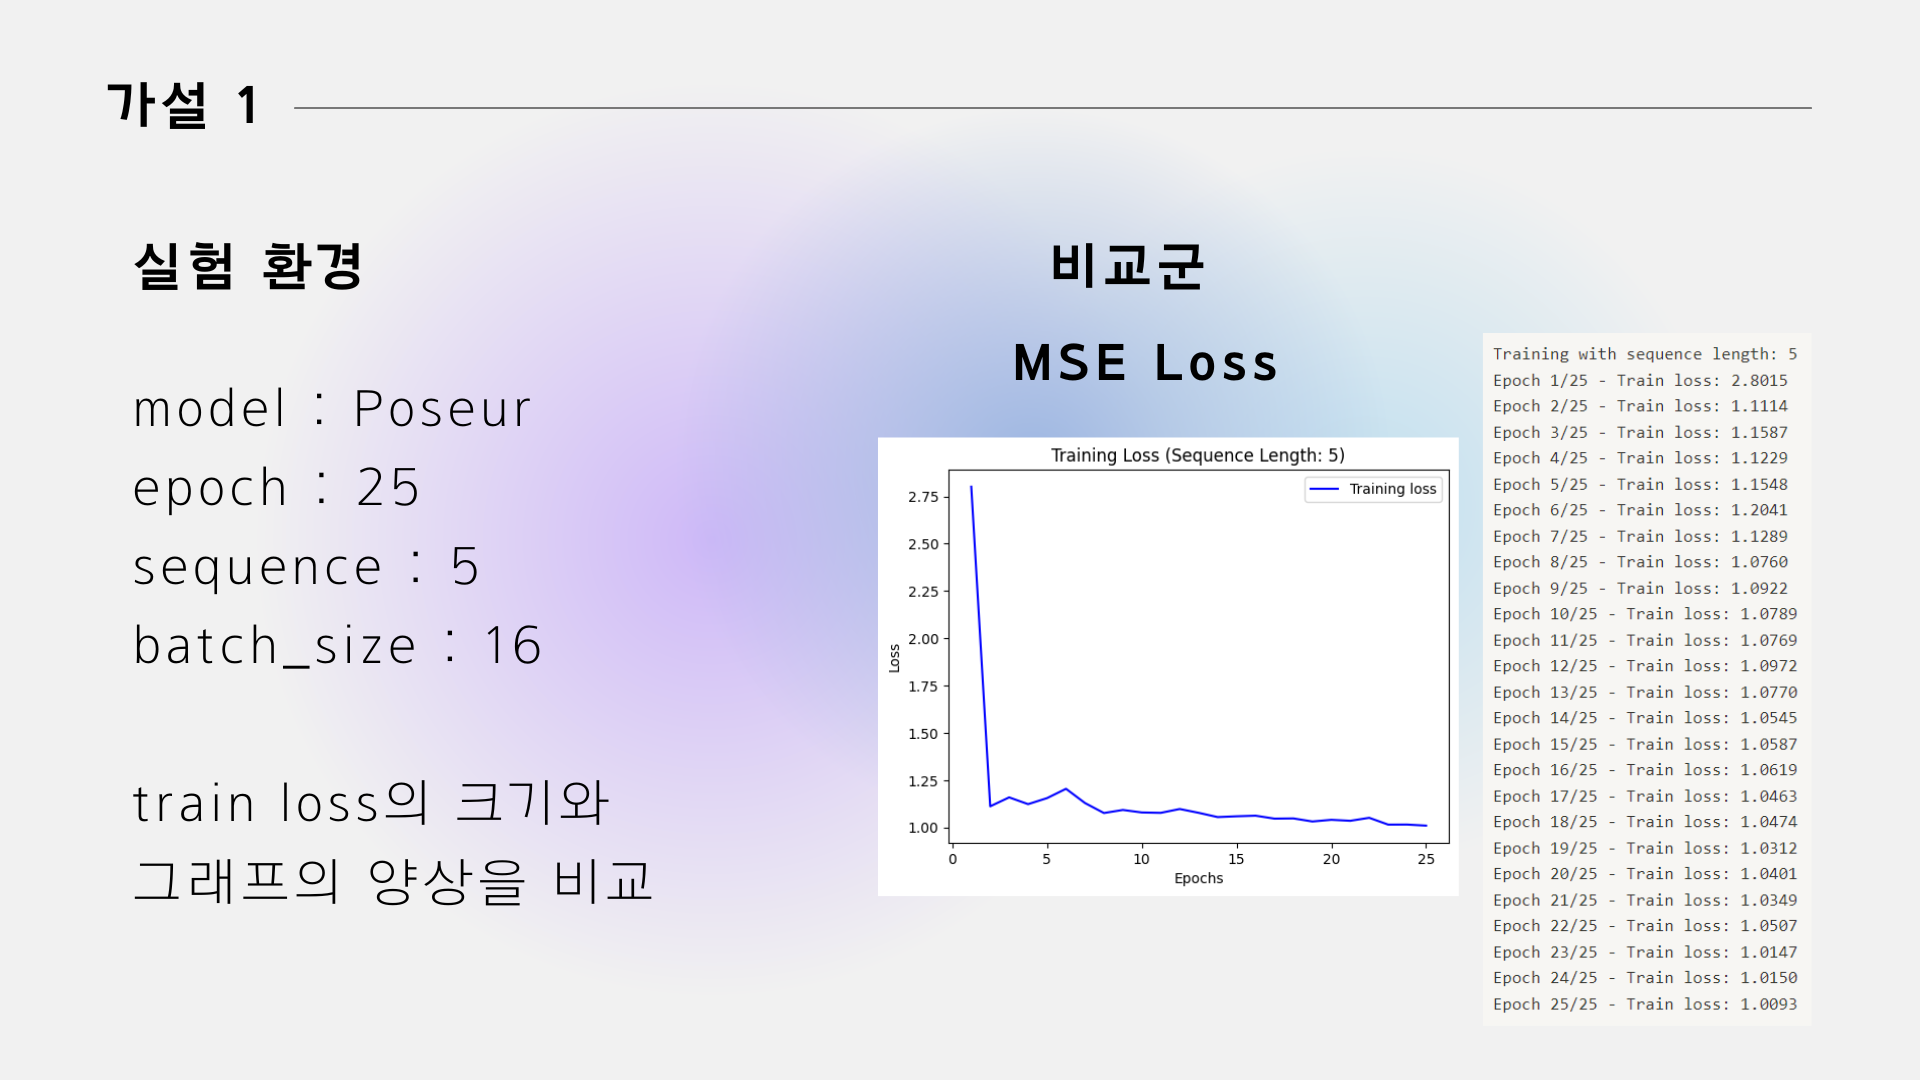 가설 1
실험 환경
model : Poseur
epoch : 25
sequence : 5
batch_size : 16
train loss의 크기와
그래프의 양상을 비교
비교군
MSE Loss
Training Loss (Sequence Length: 5)
Training loss
2.75
2.50
2.25
2.00
1.75
1.50
1.25
1.00
Loss
0 5 10 15 20 25
Epochs
Training with sequence length: 5
Epoch 1/25 - Train loss: 2.8015
Epoch 2/25 - Train loss: 1.1114
Epoch 3/25 - Train loss: 1.1587
Epoch 4/25 - Train loss: 1.1229
Epoch 5/25 - Train loss: 1.1548
Epoch 6/25 - Train loss: 1.2041
Epoch 7/25 - Train loss: 1.1289
Epoch 8/25 - Train loss: 1.0760
Epoch 9/25 - Train loss: 1.0922
Epoch 10/25 - Train loss: 1.0789
Epoch 11/25 - Train loss: 1.0769
Epoch 12/25 - Train loss: 1.0972
Epoch 13/25 - Train loss: 1.0770
Epoch 14/25 - Train loss: 1.0545
Epoch 15/25 - Train loss: 1.0587
Epoch 16/25 - Train loss: 1.0619
Epoch 17/25 - Train loss: 1.0463
Epoch 18/25 - Train loss: 1.0474
Epoch 19/25 - Train loss: 1.0312
Epoch 20/25 - Train loss: 1.0401
Epoch 21/25 - Train loss: 1.0349
Epoch 22/25 - Train loss: 1.0507
Epoch 23/25 - Train loss: 1.0147
Epoch 24/25 - Train loss: 1.0150
Epoch 25/25 - Train loss: 1.0093